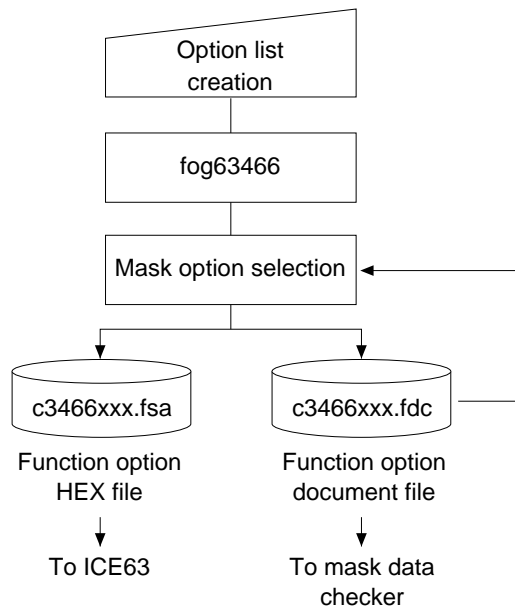 Option list
creation
fog63466
Mask option selection
c3466xxx.fsa
c3466xxx.fdc
Function option
HEX file
Function option
document file
To ICE63
To mask data
checker